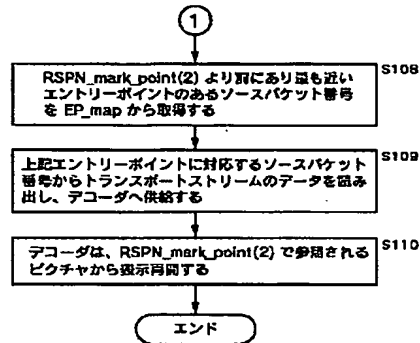 1
RSPN_mark_point(2) より前にあり最も近い
エントリーポイントのあるソースパケット番号
を EP_map から取得する
S108
上記エントリーポイントに対応するソースパケット
番号からトランスポートストリームのデータを読み
出し、デコーダへ供給する
S109
デコーダは、RSPN_mark_point(2) で参照される
ピクチャから表示再開する
S110
エンド